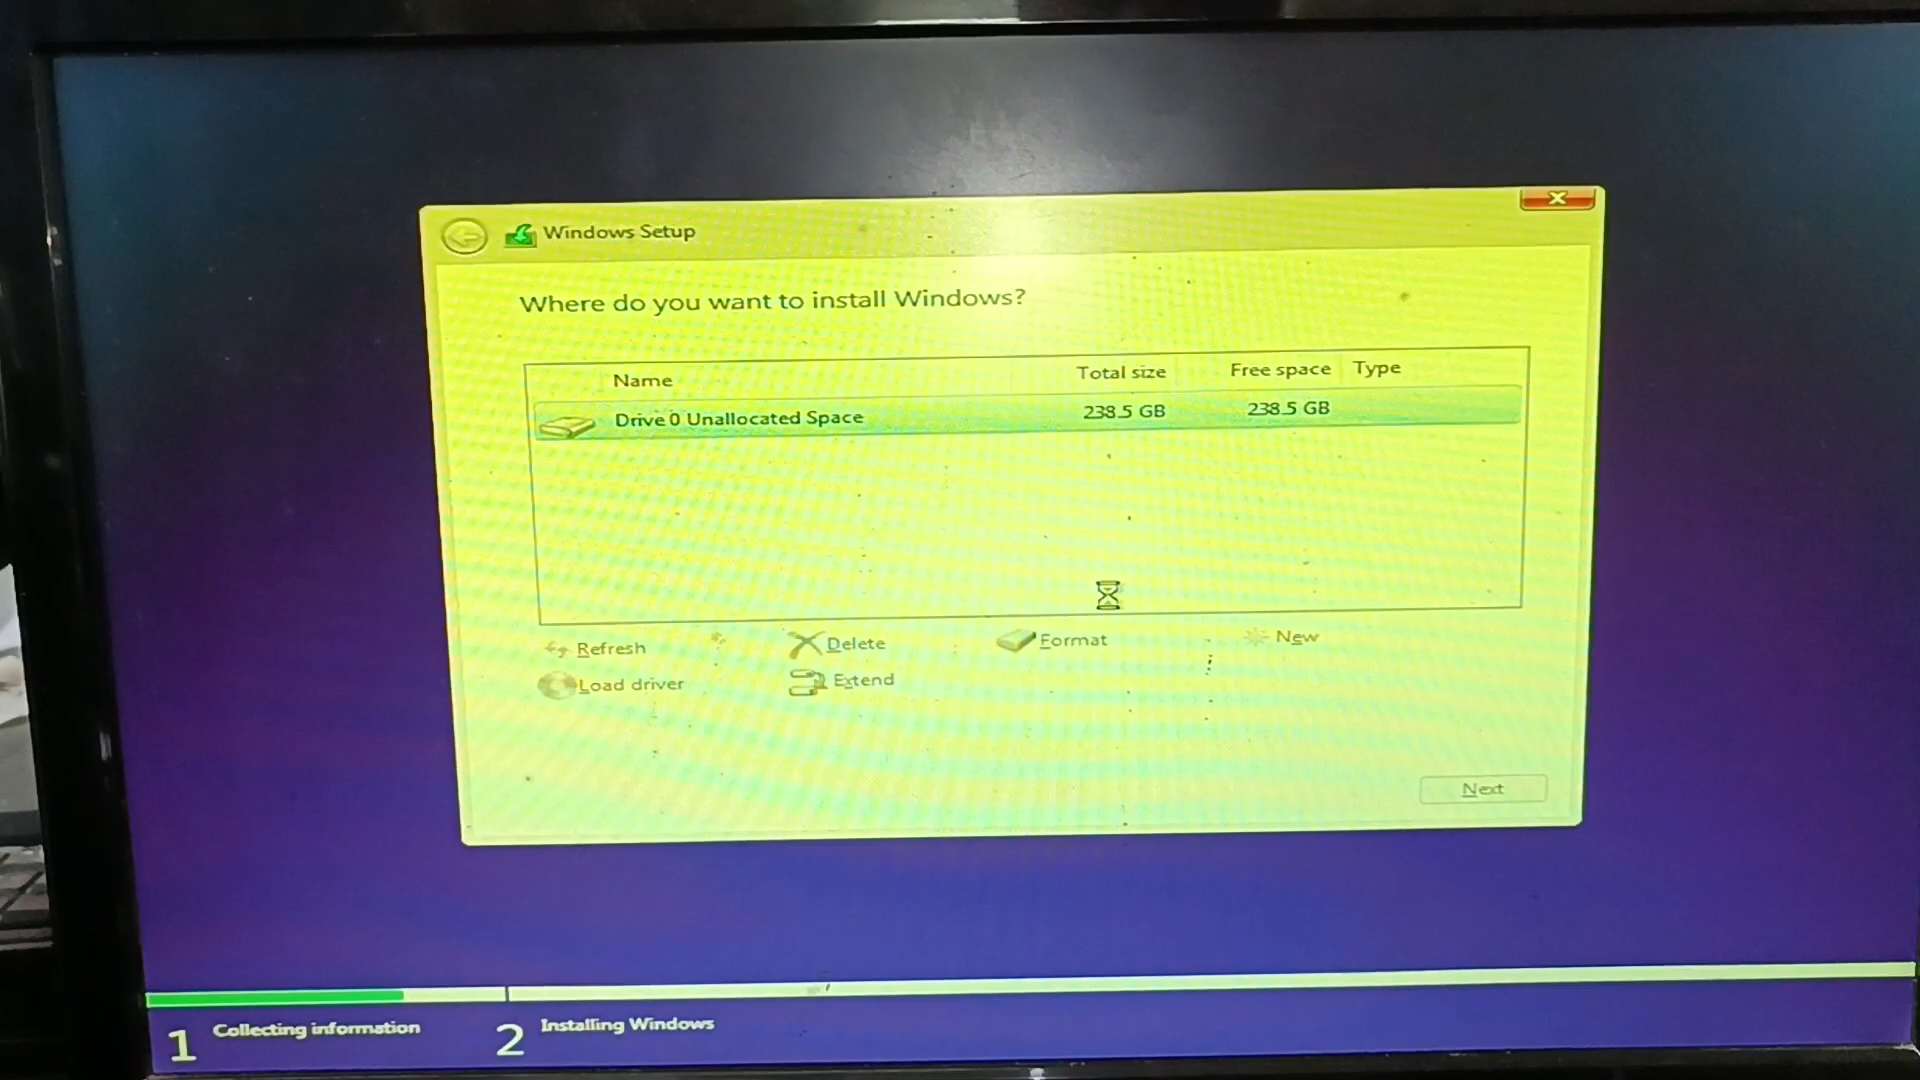 Windows Setup
Where do you want to install Windows?
Name Total size Free space Type
Drive 0 Unallocated Space 238.5 GB 238.5 GB
Refresh Delete Format New
Load driver Extend
Next
1 Collecting information 2 Installing Windows